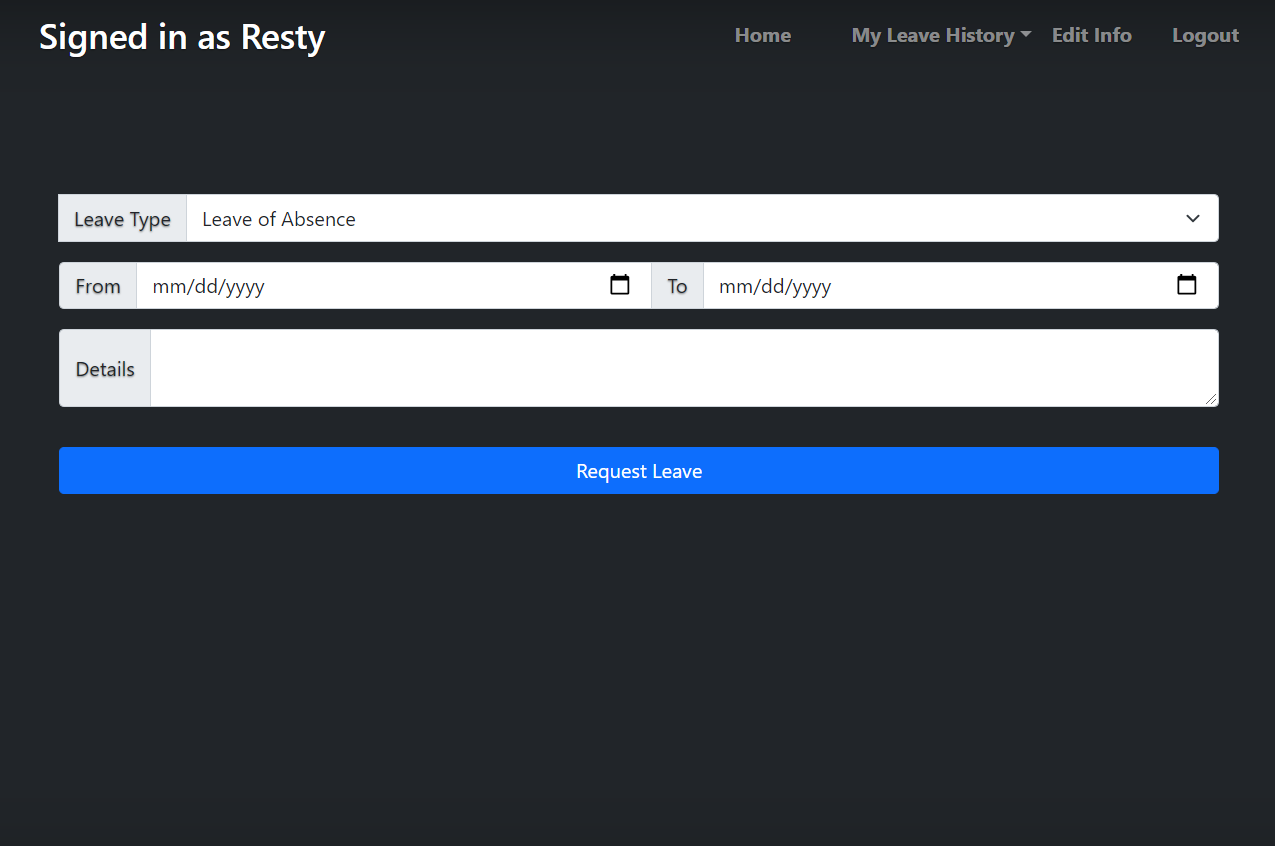 Signed in as Resty
Home My Leave History Edit Info Logout
Leave Type Leave of Absence
From mm/dd/yyyy To mm/dd/yyyy
Details
Request Leave